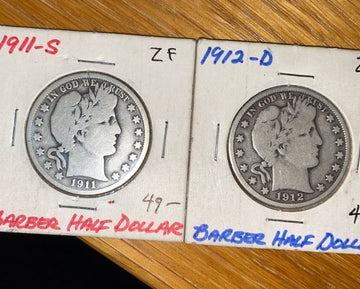 1911-S
ZF
IN GOD WE TRUST
1911
49-
BARBER HALF DOLLAR
1912-D
IN GOD WE TRUST
1912
BARBER HALF